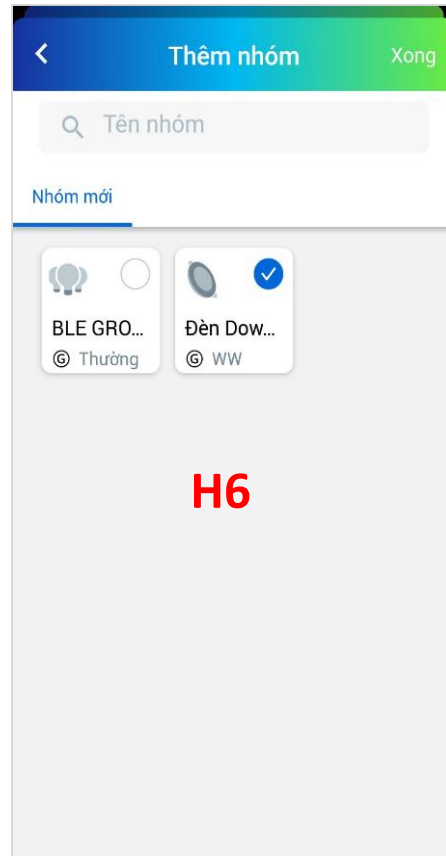 Thêm nhóm
Xong
Tên nhóm
Nhóm mới
BLE GRO...
Đèn Dow...
G Thường
G WW
H6